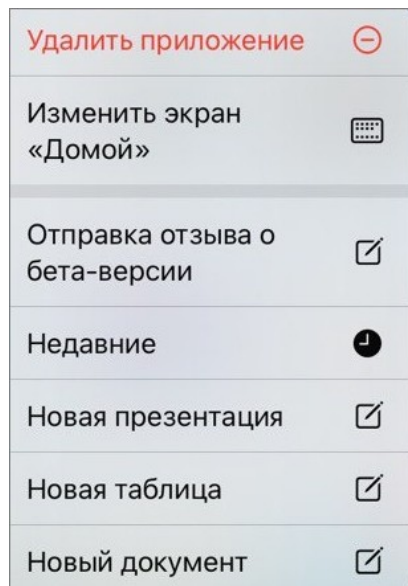 Удалить приложение
Изменить экран
«Домой»
Отправка отзыва о
бета-версии
Недавние
Новая презентация
Новая таблица
Новый документ